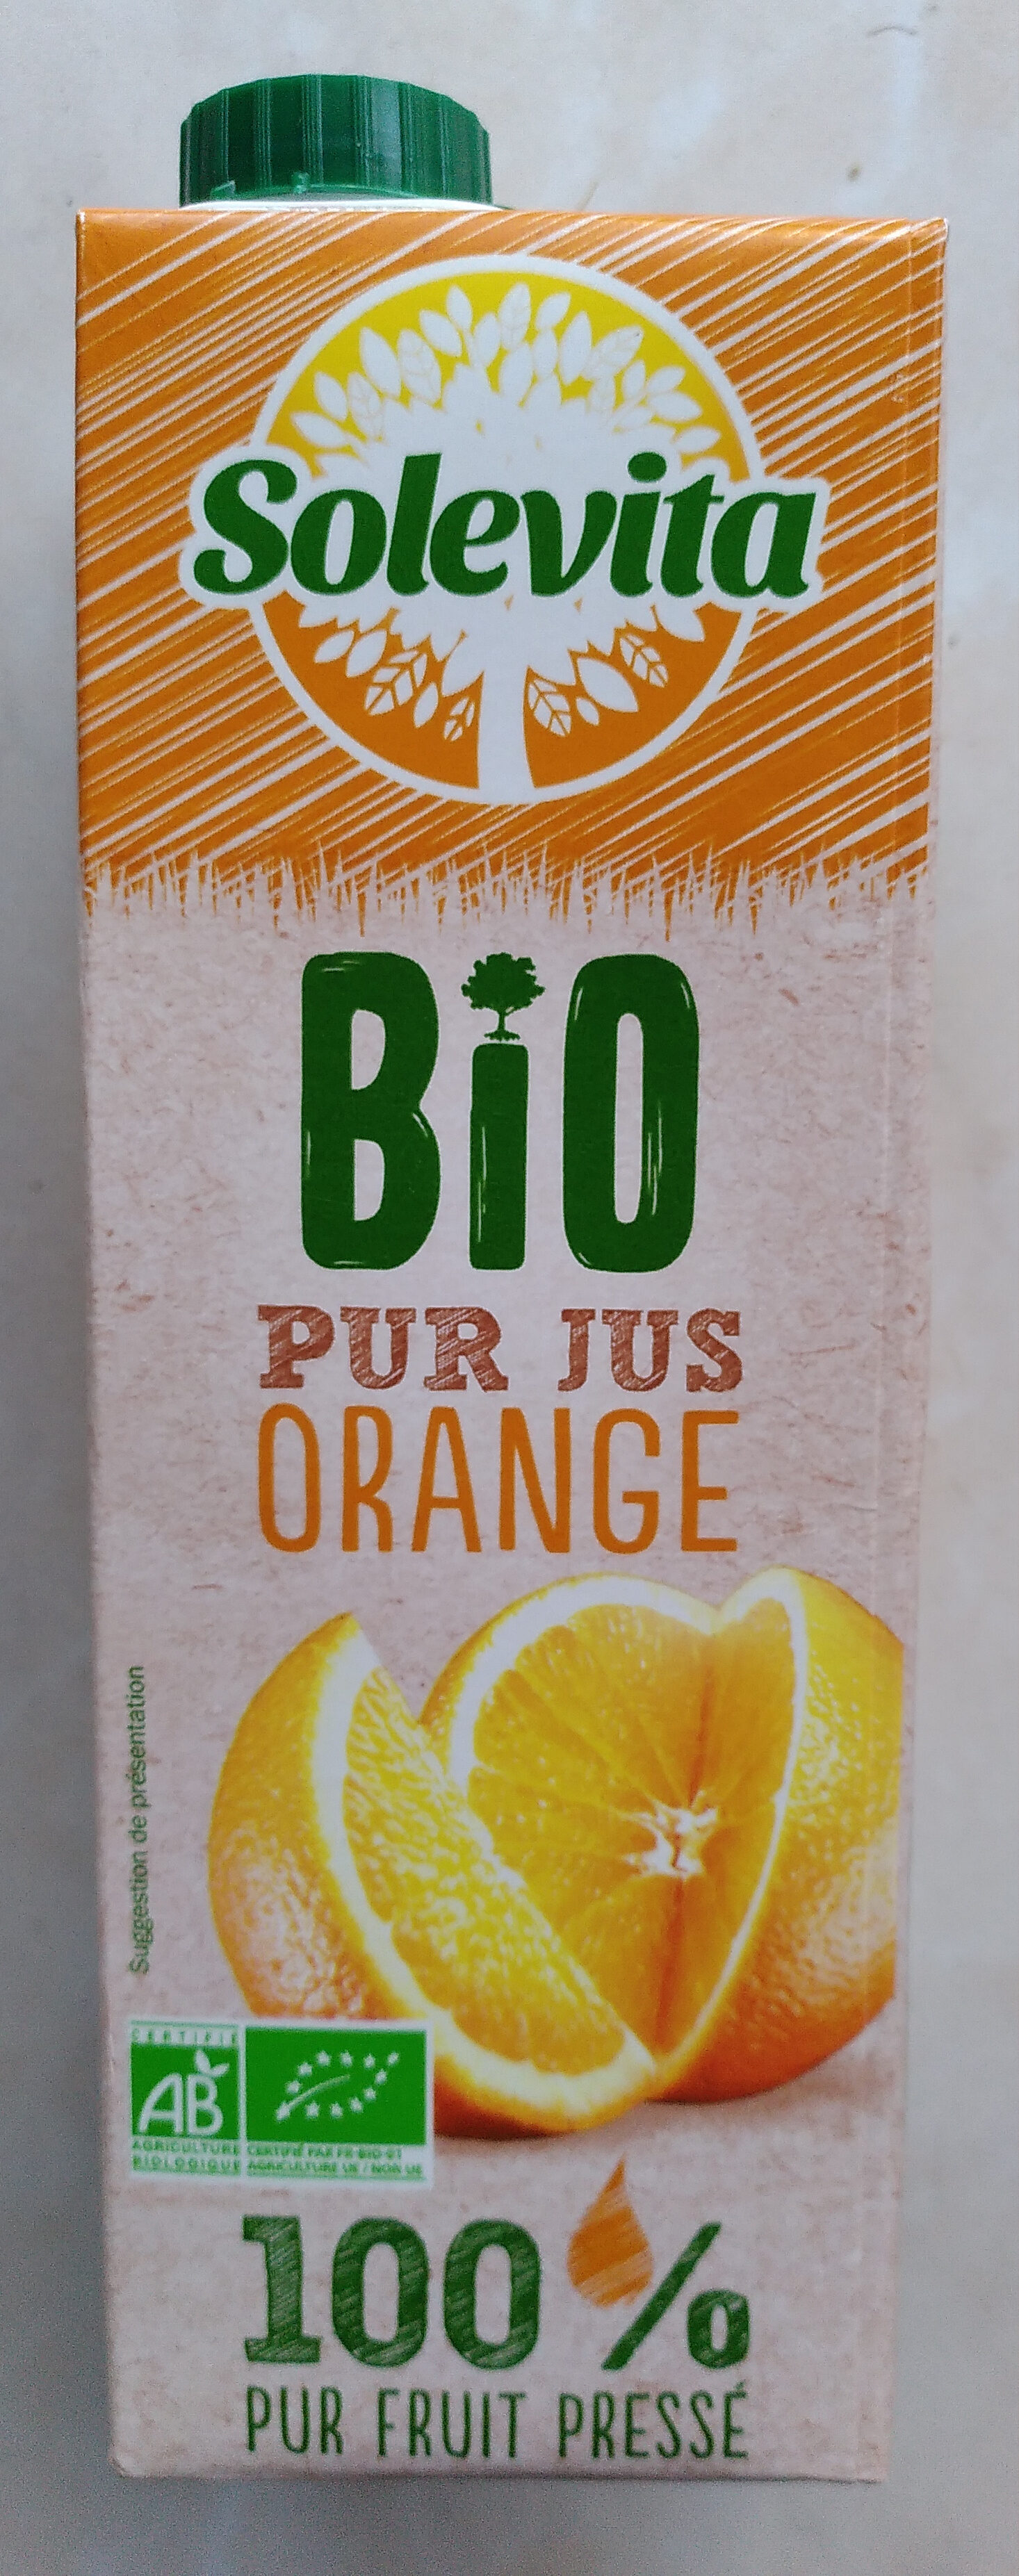 Solevita
BiO
PUR JUS
ORANGE
Suggestion de présentation
CERTIFIÉ
AB
AGRICULTURE
BIOLOGIQUE
CERTIFIÉ PAR FR-BIO-01
AGRICULTURE UE / NON UE
100%
PUR FRUIT PRESSÉ